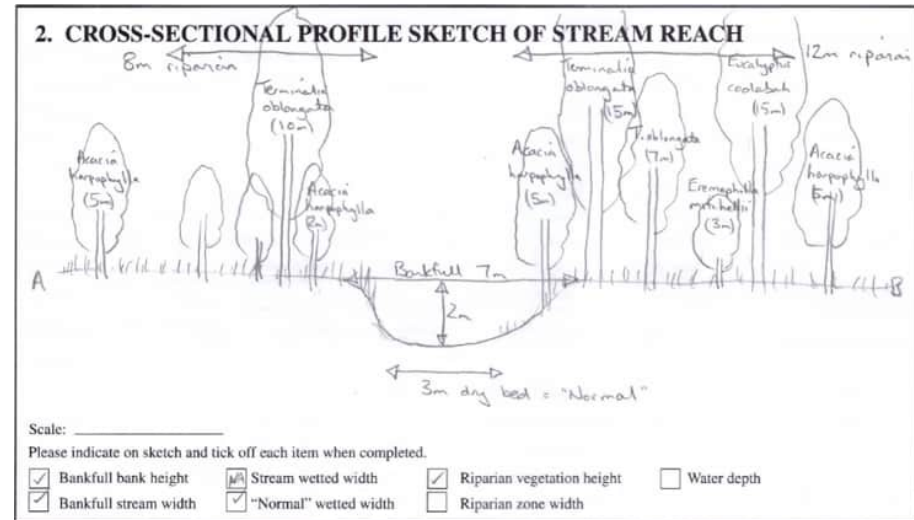 2. CROSS-SECTIONAL PROFILE SKETCH OF STREAM REACH
8m riparian
12m riparian
Terminalia
oblongata
(10m)
Terminalia
oblongata
(15m)
Eucalyptus
coolabah
(15m)
Acacia
harpophylla
(5m)
Acacia
harpophylla
(2m)
Acacia
harpophylla
(5m)
T. oblongata
(7m)
Eremophila
mitchellii
(3m)
Acacia
harpophylla
(5m)
A
Bankfull 7m
B
2m
3m dry bed = "Normal"
Scale:
Please indicate on sketch and tick off each item when completed.
Bankfull bank height
N/A Stream wetted width
Riparian vegetation height
Water depth
Bankfull stream width
"Normal" wetted width
Riparian zone width